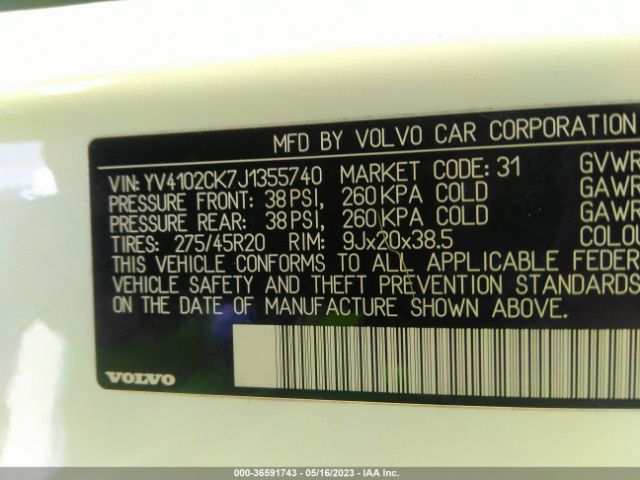 MFD BY VOLVO CAR CORPORATION
VIN: YV4102CK7J1355740 MARKET CODE: 31 GVWR
PRESSURE FRONT: 38 PSI, 260 KPA COLD GAWR
PRESSURE REAR: 38 PSI, 260 KPA COLD GAWR
TIRES: 275/45R20 RIM: 9Jx20x38.5 COLOU
THIS VEHICLE CONFORMS TO ALL APPLICABLE FEDER
VEHICLE SAFETY AND THEFT PREVENTION STANDARDS
ON THE DATE OF MANUFACTURE SHOWN ABOVE.
VOLVO
000-36591743 - 05/16/2023 - IAA Inc.